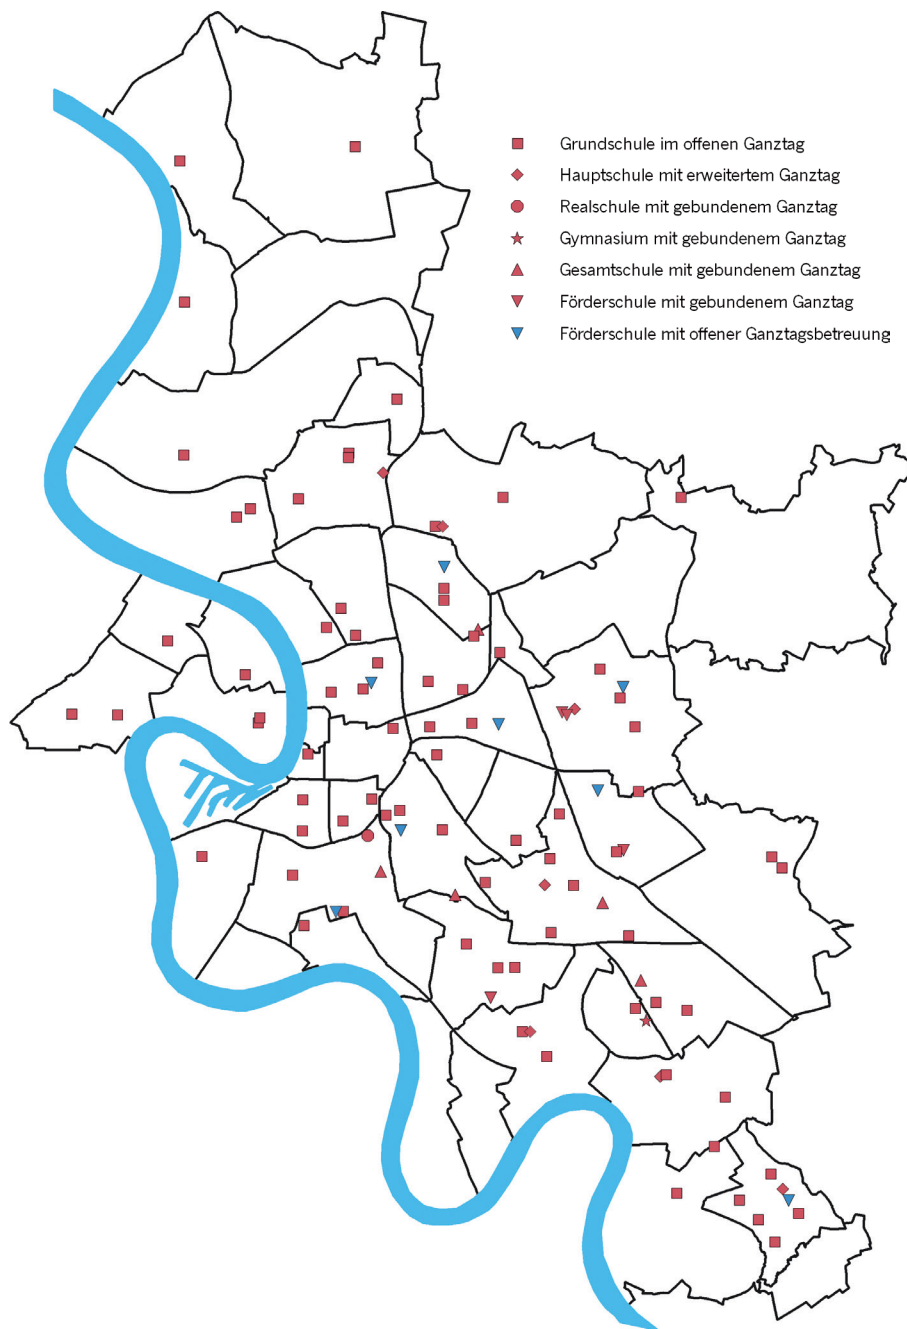 Grundschule im offenen Ganztag
Hauptschule mit erweitertem Ganztag
Realschule mit gebundenem Ganztag
Gymnasium mit gebundenem Ganztag
Gesamtschule mit gebundenem Ganztag
Förderschule mit gebundenem Ganztag
Förderschule mit offener Ganztagsbetreuung